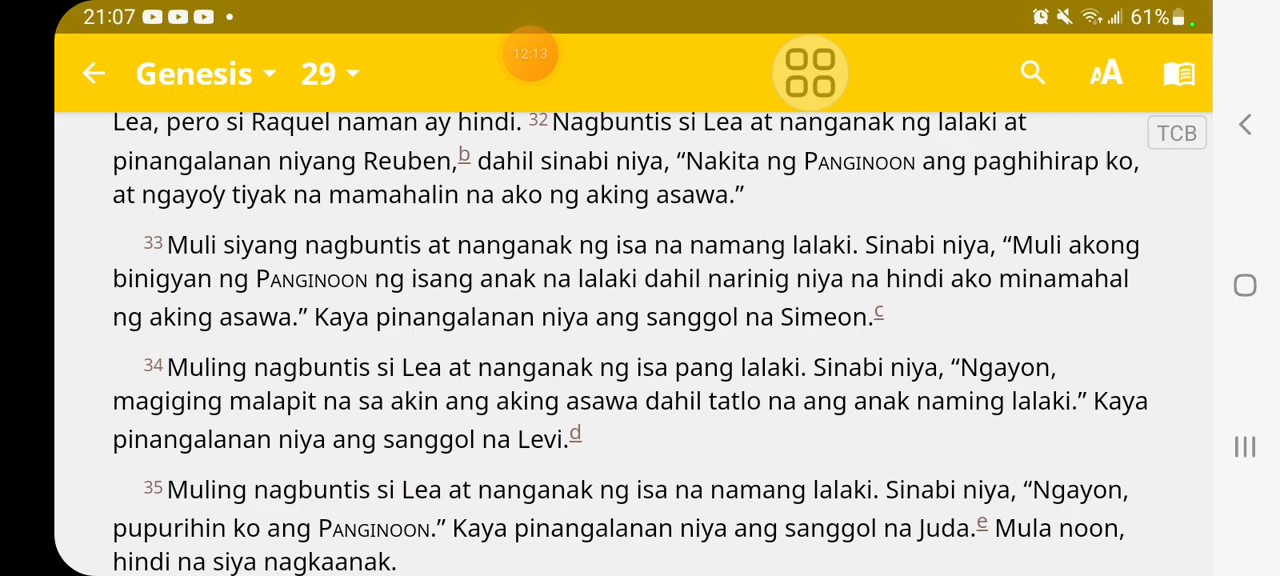 21:07
61%
12:13
Genesis 29
TCB
Lea, pero si Raquel naman ay hindi. 32 Nagbuntis si Lea at nanganak ng lalaki at
pinangalanan niyang Reuben,b dahil sinabi niya, “Nakita ng PANGINOON ang paghihirap ko,
at ngayo’y tiyak na mamahalin na ako ng aking asawa.”
33 Muli siyang nagbuntis at nanganak ng isa na namang lalaki. Sinabi niya, “Muli akong
binigyan ng PANGINOON ng isang anak na lalaki dahil narinig niya na hindi ako minamahal
ng aking asawa.” Kaya pinangalanan niya ang sanggol na Simeon.c
34 Muling nagbuntis si Lea at nanganak ng isa pang lalaki. Sinabi niya, “Ngayon,
magiging malapit na sa akin ang aking asawa dahil tatlo na ang anak naming lalaki.” Kaya
pinangalanan niya ang sanggol na Levi.d
35 Muling nagbuntis si Lea at nanganak ng isa na namang lalaki. Sinabi niya, “Ngayon,
pupurihin ko ang PANGINOON.” Kaya pinangalanan niya ang sanggol na Juda.e Mula noon,
hindi na siya nagkaanak.